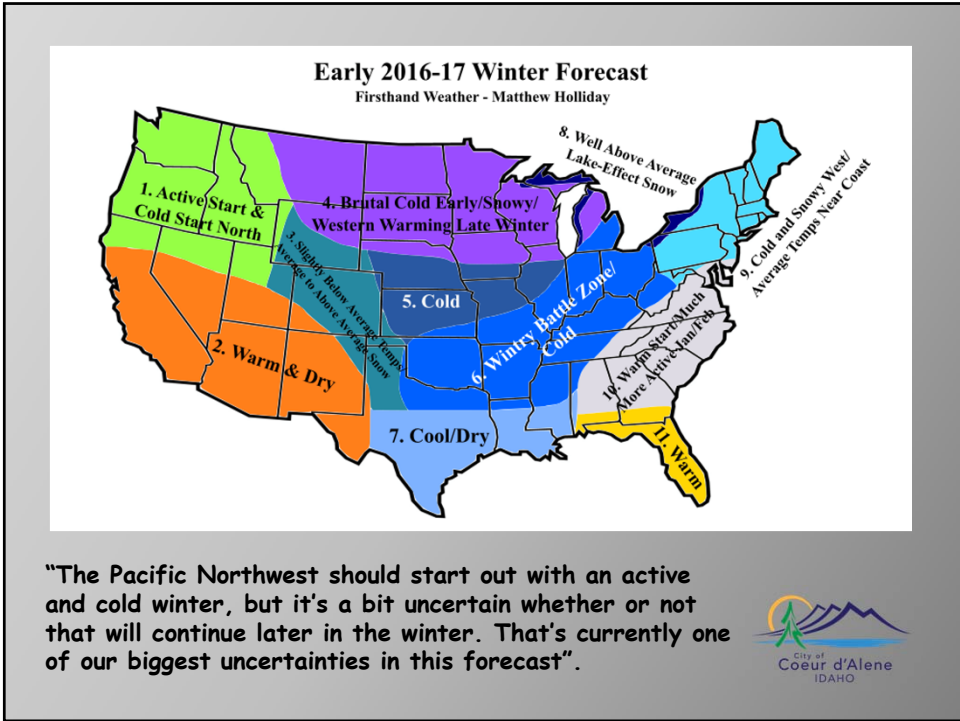 Early 2016-17 Winter Forecast
Firsthand Weather - Matthew Holliday
8. Well Above Average
Lake-Effect Snow
1. Active Start &
Cold Start North
4. Brutal Cold Early/Snowy/
Western Warming Late Winter
9. Cold and Snowy West/
Average Temps Near Coast
3. Slightly Below Average Temps/
Average to Above Average Snow
5. Cold
6. Wintry Battle Zone/
Cold
2. Warm & Dry
10. Warm Start/Much
More Active Jan/Feb
7. Cool/Dry
11. Warm
“The Pacific Northwest should start out with an active
and cold winter, but it’s a bit uncertain whether or not
that will continue later in the winter. That’s currently one
of our biggest uncertainties in this forecast”.
City of
Coeur d'Alene
IDAHO